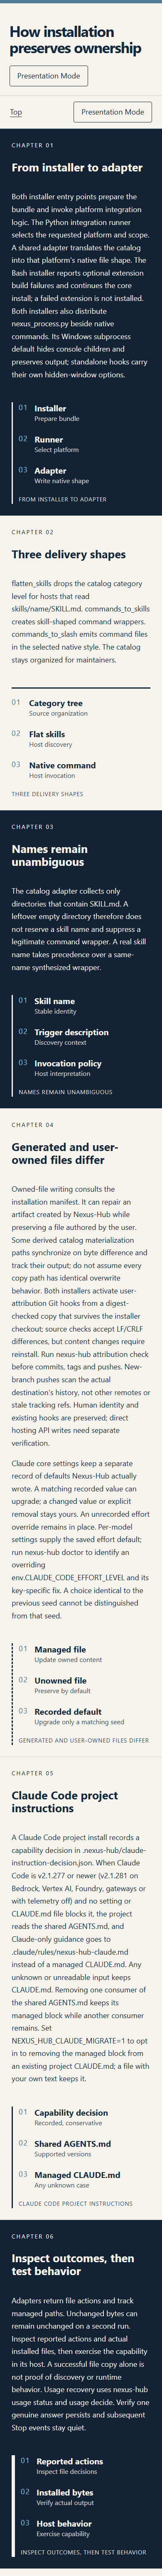 How installation
preserves ownership
Presentation Mode
Top
Presentation Mode
CHAPTER 01
From installer to adapter
Both installer entry points prepare the
bundle and invoke platform integration
logic. The Python integration runner
selects the requested platform and scope.
A shared adapter translates the catalog
into that platform's native file shape. The
Bash installer reports optional extension
build failures and continues the core
install; a failed extension is not installed.
Both installers also distribute
nexus_process.py beside native
commands. Its Windows subprocess
default hides console children and
preserves output; standalone hooks carry
their own hidden-window options.
01 Installer
Prepare bundle
02 Runner
Select platform
03 Adapter
Write native shape
FROM INSTALLER TO ADAPTER
CHAPTER 02
Three delivery shapes
flatten_skills drops the catalog category
level for hosts that read
skills/name/SKILL.md. commands_to_skills
creates skill-shaped command wrappers.
commands_to_slash emits command files
in the selected native style. The catalog
stays organized for maintainers.
01 Category tree
Source organization
02 Flat skills
Host discovery
03 Native command
Host invocation
THREE DELIVERY SHAPES
CHAPTER 03
Names remain
unambiguous
The catalog adapter collects only
directories that contain SKILL.md. A
leftover empty directory therefore does
not reserve a skill name and suppress a
legitimate command wrapper. A real skill
name takes precedence over a same-
name synthesized wrapper.
01 Skill name
Stable identity
02 Trigger description
Discovery context
03 Invocation policy
Host interpretation
NAMES REMAIN UNAMBIGUOUS
CHAPTER 04
Generated and user-
owned files differ
Owned-file writing consults the
installation manifest. It can repair an
artifact created by Nexus-Hub while
preserving a file authored by the user.
Some derived catalog materialization
paths synchronize on byte difference and
track their output; do not assume every
copy path has identical overwrite
behavior. Both installers activate user-
attribution Git hooks from a digest-
checked copy that survives the installer
checkout; source checks accept LF/CRLF
differences, but content changes require
reinstall. Run nexus-hub attribution check
before commits, tags and pushes. New-
branch pushes scan the actual
destination's history, not other remotes or
stale tracking refs. Human identity and
existing hooks are preserved; direct
hosting API writes need separate
verification.
Claude core settings keep a separate
record of defaults Nexus-Hub actually
wrote. A matching recorded value can
upgrade; a changed value or explicit
removal stays yours. An unrecorded effort
override remains in place. Per-model
settings supply the saved effort default;
run nexus-hub doctor to identify an
overriding
env.CLAUDE_CODE_EFFORT_LEVEL and its
key-specific fix. A choice identical to the
previous seed cannot be distinguished
from that seed.
01 Managed file
Update owned content
02 Unowned file
Preserve by default
03 Recorded default
Upgrade only a matching seed
GENERATED AND USER-OWNED FILES DIFFER
CHAPTER 05
Claude Code project
instructions
A Claude Code project install records a
capability decision in .nexus-hub/claude-
instruction-decision.json. When Claude
Code is v2.1.277 or newer (v2.1.281 on
Bedrock, Vertex AI, Foundry, gateways or
with telemetry off) and no setting or
CLAUDE.md file blocks it, the project
reads the shared AGENTS.md, and
Claude-only guidance goes to
.claude/rules/nexus-hub-claude.md
instead of a managed CLAUDE.md. Any
unknown or unreadable input keeps
CLAUDE.md. Removing one consumer of
the shared AGENTS.md keeps its
managed block while another consumer
remains. Set
NEXUS_HUB_CLAUDE_MIGRATE=1 to opt
in to removing the managed block from
an existing project CLAUDE.md; a file with
your own text keeps it.
01 Capability decision
Recorded, conservative
02 Shared AGENTS.md
Supported versions
03 Managed CLAUDE.md
Any unknown case
CLAUDE CODE PROJECT INSTRUCTIONS
CHAPTER 06
Inspect outcomes, then
test behavior
Adapters return file actions and track
managed paths. Unchanged bytes can
remain unchanged on a second run.
Inspect reported actions and actual
installed files, then exercise the capability
in its host. A successful file copy alone is
not proof of discovery or runtime
behavior. Usage recovery uses nexus-hub
usage status and usage decide. Verify one
genuine answer persists and subsequent
Stop events stay quiet.
01 Reported actions
Inspect file decisions
02 Installed bytes
Verify actual output
03 Host behavior
Exercise capability
INSPECT OUTCOMES, THEN TEST BEHAVIOR